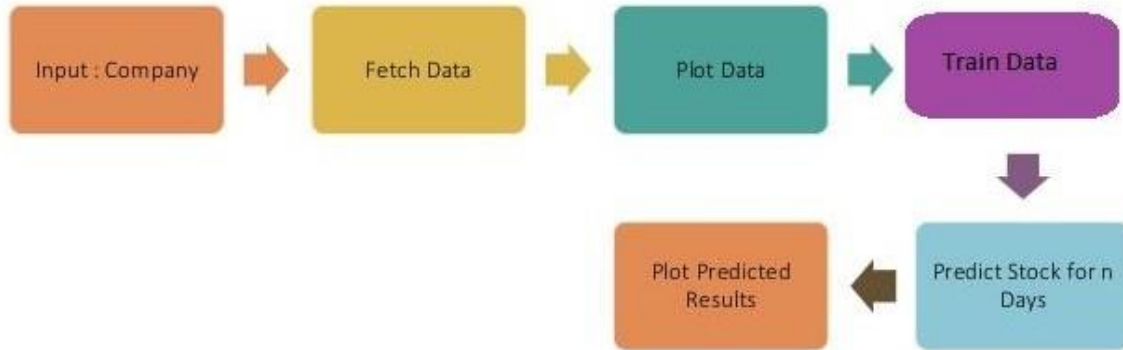 Input : Company
Fetch Data
Plot Data
Train Data
Predict Stock for n
Days
Plot Predicted
Results